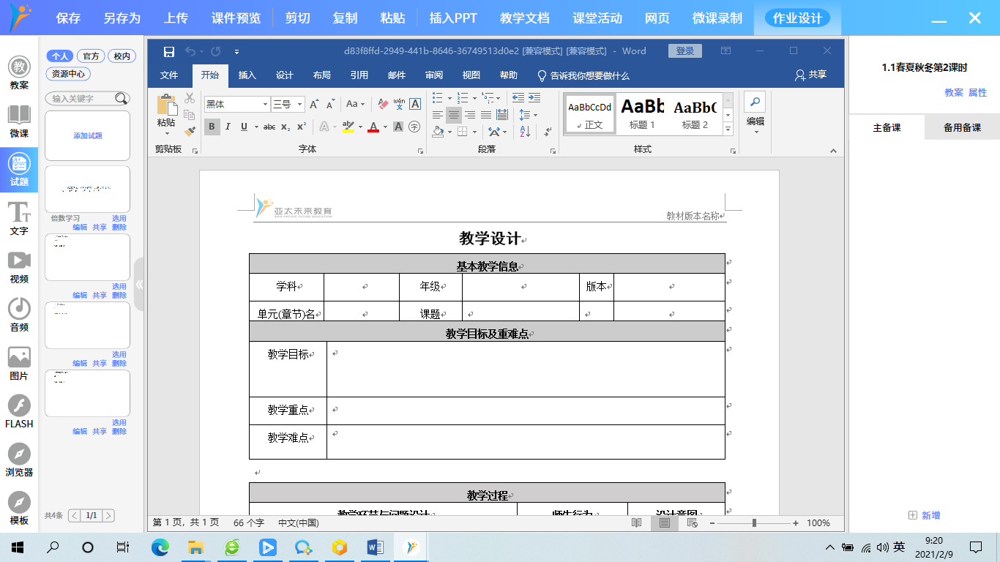 保存 另存为 上传 课件预览 剪切 复制 粘贴 插入PPT 教学文档 课堂活动 网页 微课录制 作业设计
教案
微课
试题
文字
视频
音频
图片
FLASH
浏览器
模板
个人 官方 校内
资源中心
输入关键字
添加试题
倍数学习 选用
编辑 共享 删除
选用
编辑 共享 删除
选用
编辑 共享 删除
选用
编辑 共享 删除
共4条 1/1
d83f8ffd-2949-441b-8646-36749513d0e2 [兼容模式] [兼容模式] - Word 登录
文件 开始 插入 设计 布局 引用 邮件 审阅 视图 帮助 告诉我你想要做什么 共享
粘贴
剪贴板
黑体 三号
字体
段落
AaBbCcDd AaBb AaBbC
正文 标题 1 标题 2
样式
编辑
亚太未来教育
ASIA-PACIFIC FUTURE EDUCATION
教材版本名称
教学设计
基本教学信息
学科 年级 版本
单元(章节)名 课题
教学目标及重难点
教学目标
教学重点
教学难点
教学过程
教学环节与问题设计 师生行为 设计意图
第 1 页，共 1 页 66 个字 中文(中国) 100%
1.1春夏秋冬第2课时
教案 属性
主备课 备用备课
新增
英
9:20
2021/2/9